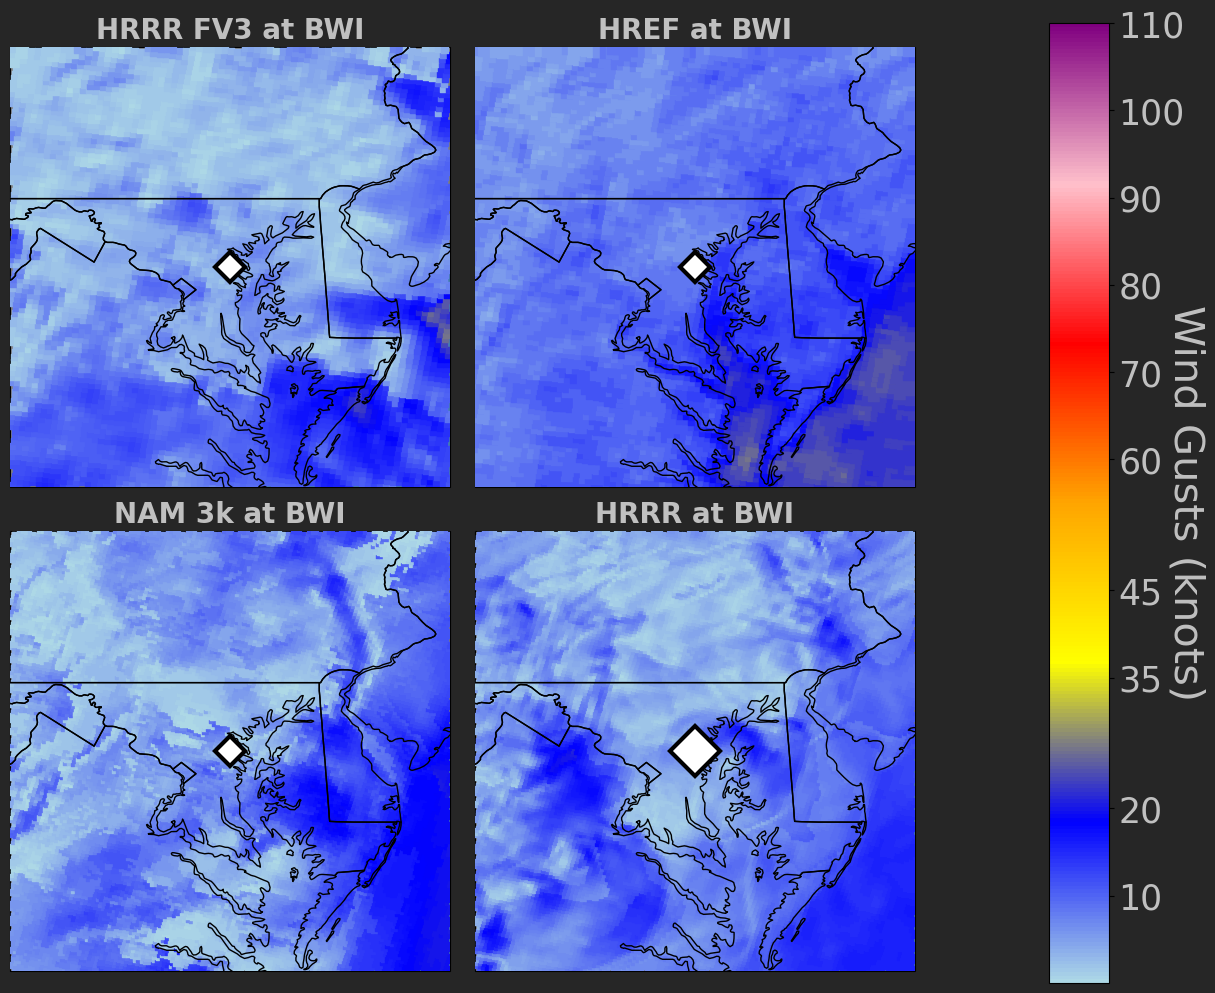 HRRR FV3 at BWI
HREF at BWI
NAM 3k at BWI
HRRR at BWI
110
100
90
80
70
60
45
35
20
10
Wind Gusts (knots)